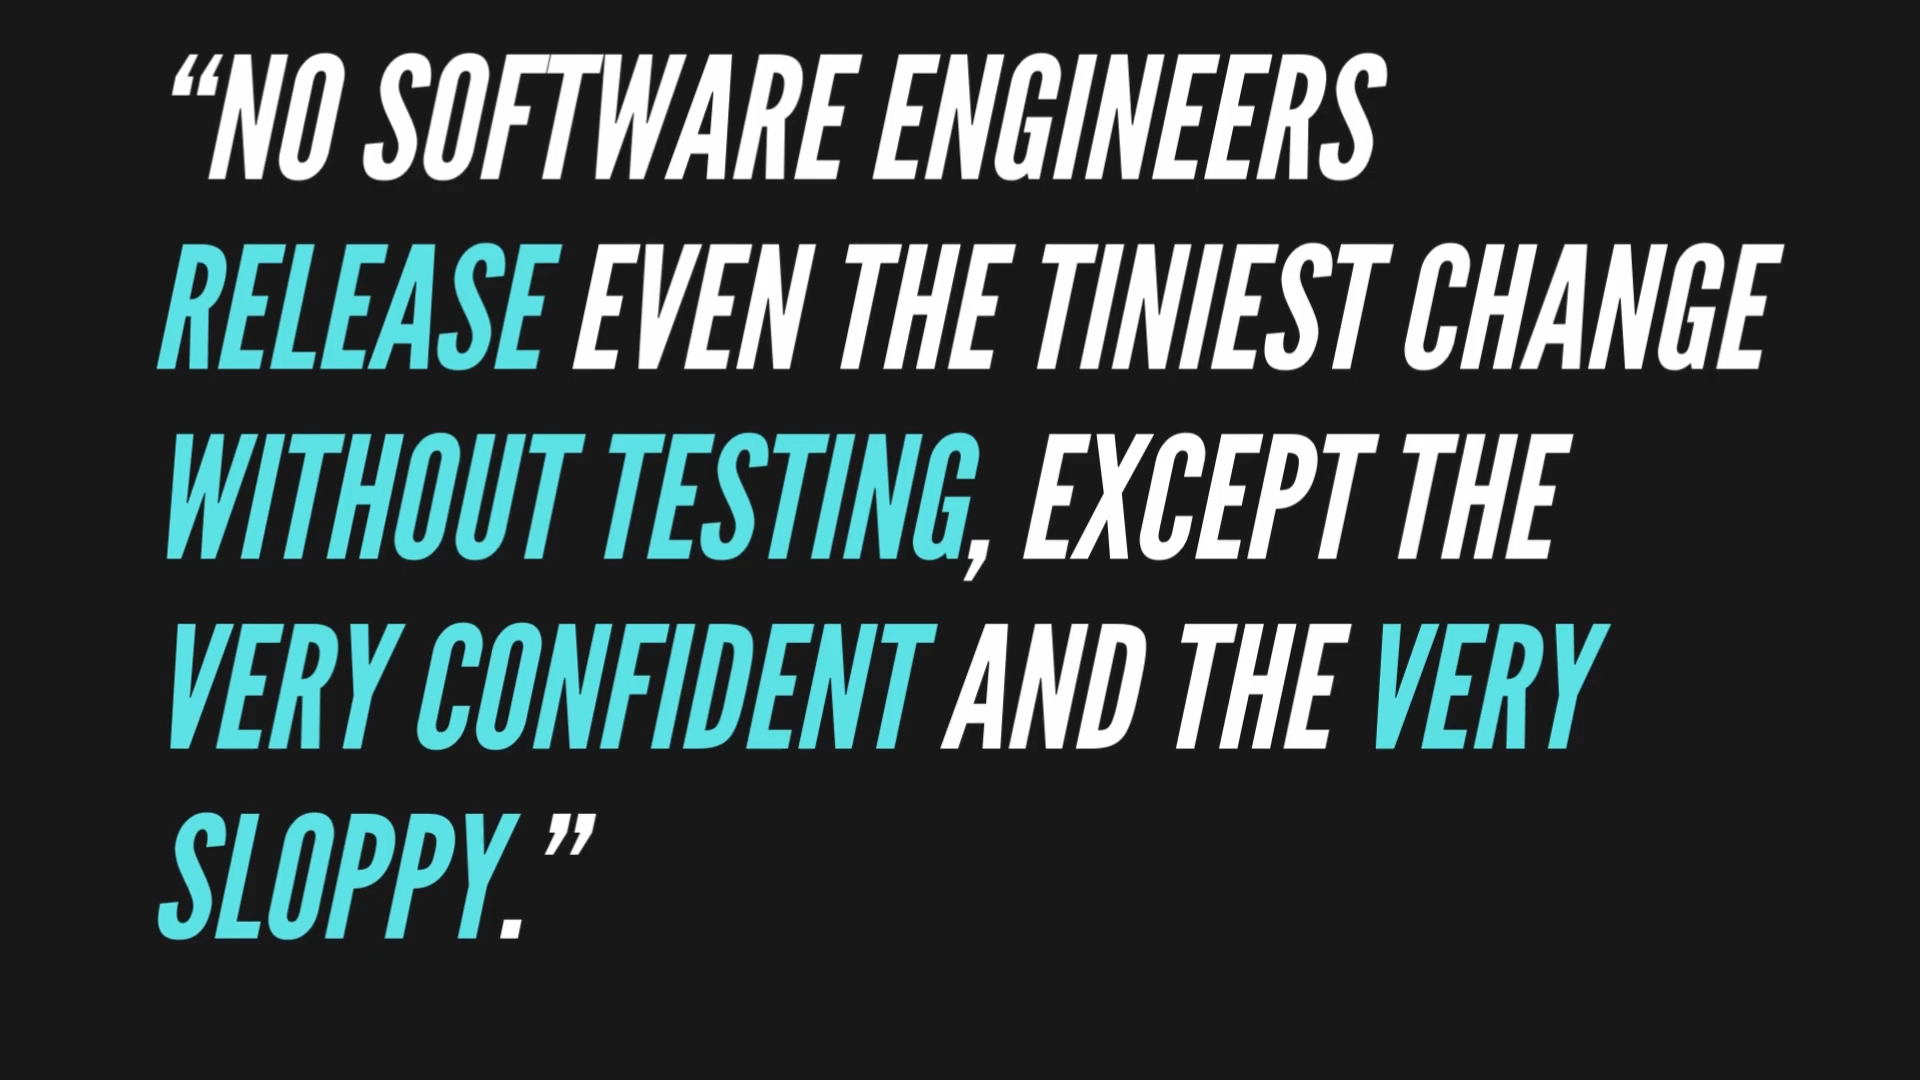 “NO SOFTWARE ENGINEERS
RELEASE EVEN THE TINIEST CHANGE
WITHOUT TESTING, EXCEPT THE
VERY CONFIDENT AND THE VERY
SLOPPY.”